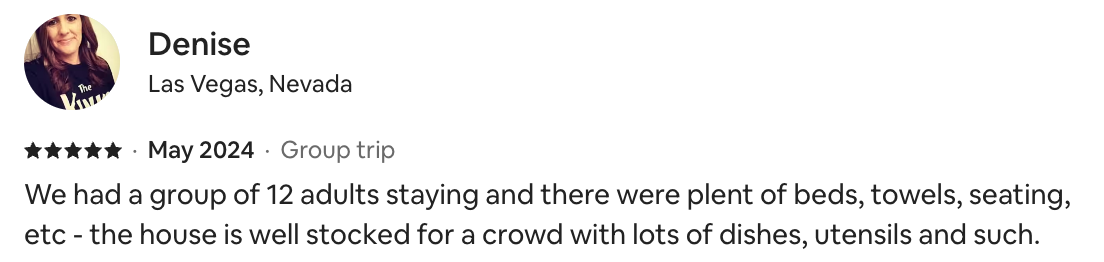 The
Denise
Las Vegas, Nevada
★★★★★ · May 2024 · Group trip
We had a group of 12 adults staying and there were plent of beds, towels, seating,
etc - the house is well stocked for a crowd with lots of dishes, utensils and such.